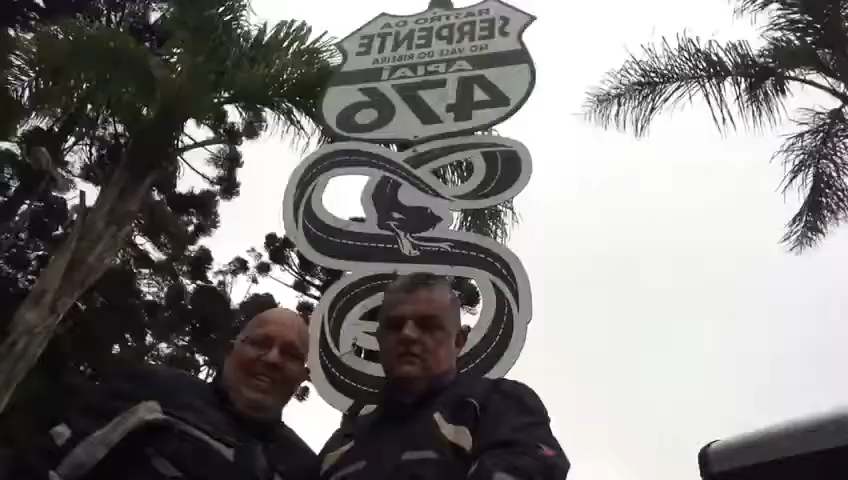 RASTRO DA
SERPENTE
NO VALE DO RIBEIRA
APIAÍ
476